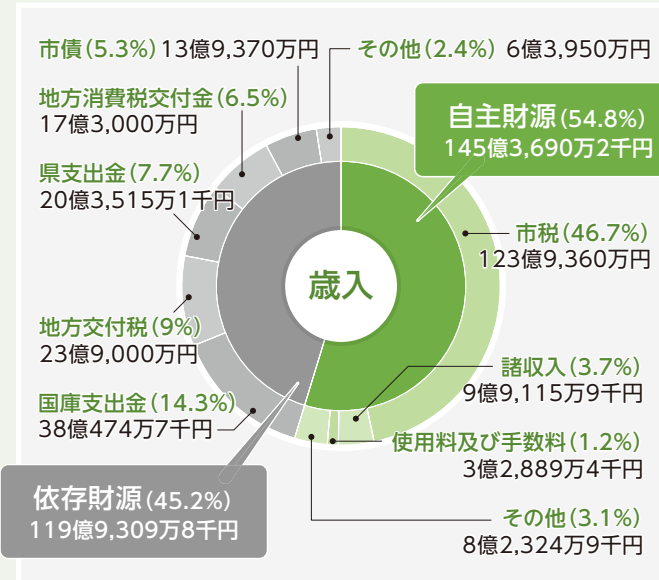 市債(5.3%) 13億9,370万円
その他(2.4%) 6億3,950万円
地方消費税交付金(6.5%)
17億3,000万円
自主財源(54.8%)
145億3,690万2千円
県支出金(7.7%)
20億3,515万1千円
市税(46.7%)
123億9,360万円
歳入
地方交付税(9%)
23億9,000万円
諸収入(3.7%)
9億9,115万9千円
国庫支出金(14.3%)
38億474万7千円
使用料及び手数料(1.2%)
3億2,889万4千円
依存財源(45.2%)
119億9,309万8千円
その他(3.1%)
8億2,324万9千円